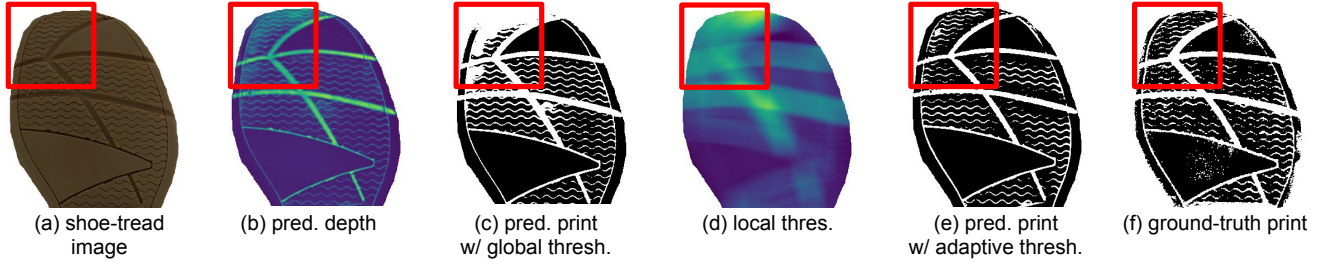 (a) shoe-tread
image
(b) pred. depth
(c) pred. print
w/ global thresh.
(d) local thres.
(e) pred. print
w/ adaptive thresh.
(f) ground-truth print